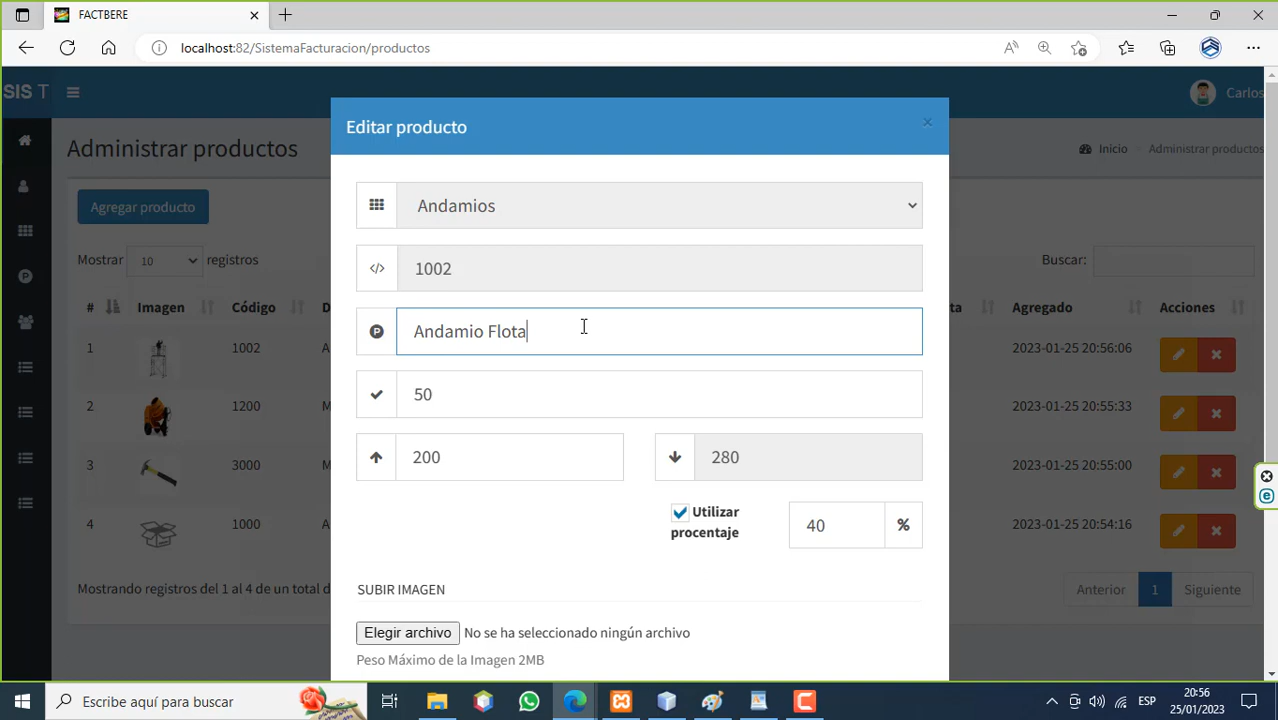 FACTBERE
localhost:82/SistemaFacturacion/productos
SIS T
Carlos
Editar producto
Administrar productos
Inicio
Administrar productos
Agregar producto
Andamios
Mostrar 10 registros
Buscar:
1002
# Imagen Código
Agregado Acciones
Andamio Flota
1 1002
2023-01-25 20:56:06
50
2 1200
2023-01-25 20:55:33
200
280
3 3000
2023-01-25 20:55:00
Utilizar
procentaje
40 %
4 1000
2023-01-25 20:54:16
Mostrando registros del 1 al 4 de un total d
Anterior 1 Siguiente
SUBIR IMAGEN
Elegir archivo No se ha seleccionado ningún archivo
Peso Máximo de la Imagen 2MB
Escribe aquí para buscar
ESP
20:56
25/01/2023